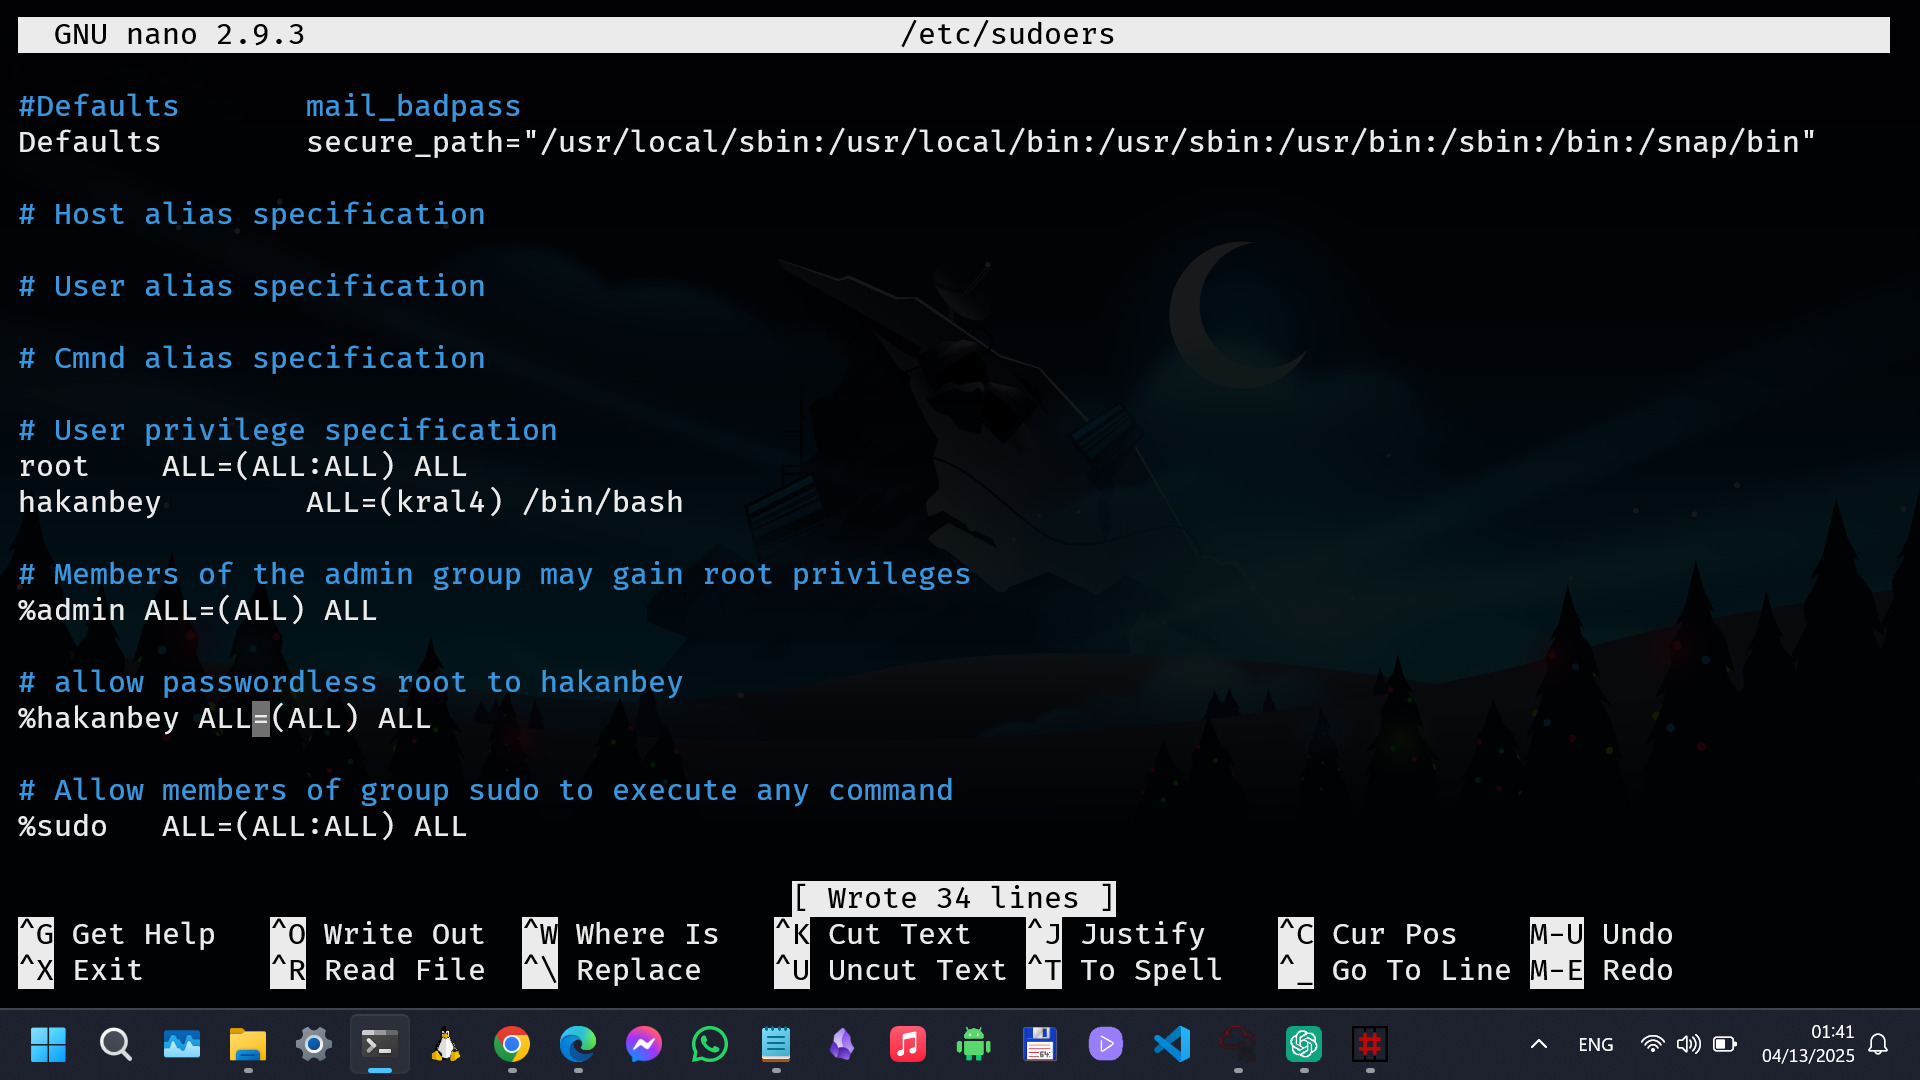 GNU nano 2.9.3 /etc/sudoers
#Defaults mail_badpass
Defaults secure_path="/usr/local/sbin:/usr/local/bin:/usr/sbin:/usr/bin:/sbin:/bin:/snap/bin"
# Host alias specification
# User alias specification
# Cmnd alias specification
# User privilege specification
root ALL=(ALL:ALL) ALL
hakanbey ALL=(kral4) /bin/bash
# Members of the admin group may gain root privileges
%admin ALL=(ALL) ALL
# allow passwordless root to hakanbey
%hakanbey ALL=(ALL) ALL
# Allow members of group sudo to execute any command
%sudo ALL=(ALL:ALL) ALL
[ Wrote 34 lines ]
^G Get Help ^O Write Out ^W Where Is ^K Cut Text ^J Justify ^C Cur Pos M-U Undo
^X Exit ^R Read File ^\ Replace ^U Uncut Text ^T To Spell ^_ Go To Line M-E Redo
64
ENG
01:41
04/13/2025